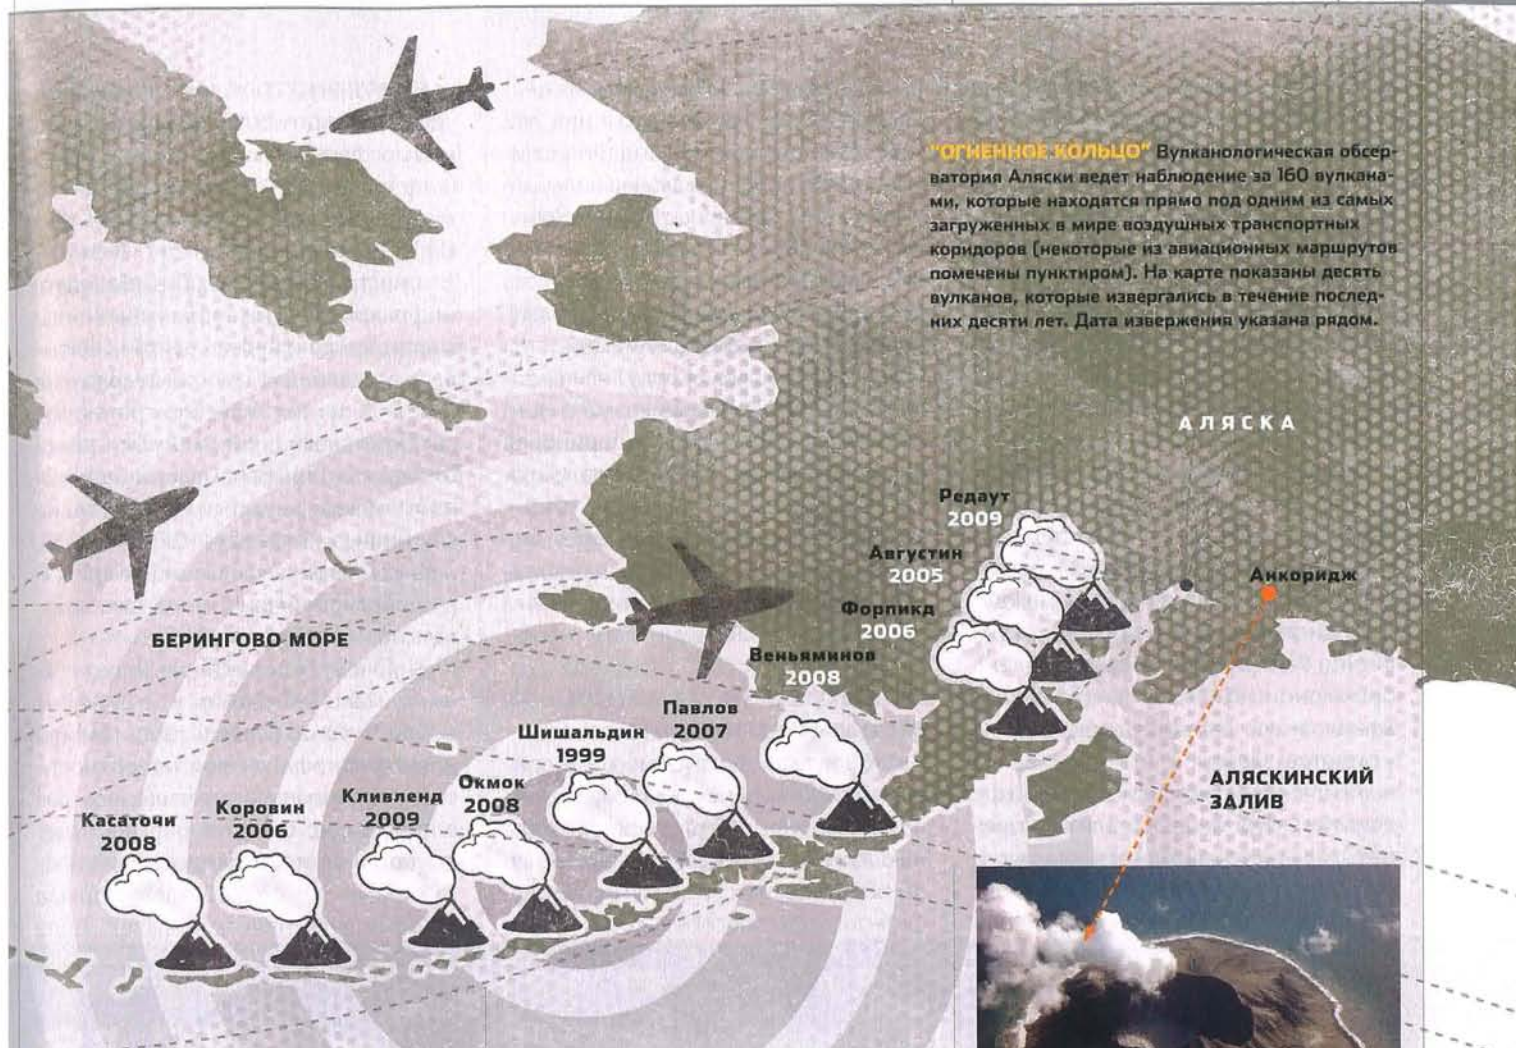 "ОГНЕННОЕ КОЛЬЦО" Вулканологическая обсер-
ватория Аляски ведет наблюдение за 160 вулкана-
ми, которые находятся прямо под одним из самых
загруженных в мире воздушных транспортных
коридоров (некоторые из авиационных маршрутов
помечены пунктиром). На карте показаны десять
вулканов, которые извергались в течение послед-
них десяти лет. Дата извержения указана рядом.
АЛЯСКА
Редаут
2009
Августин
2005
Анкоридж
Форпикд
2006
БЕРИНГОВО МОРЕ
Веньяминов
2008
Павлов
2007
Шишальдин
1999
АЛЯСКИНСКИЙ
ЗАЛИВ
Окмок
2008
Кливленд
2009
Коровин
2006
Касаточи
2008